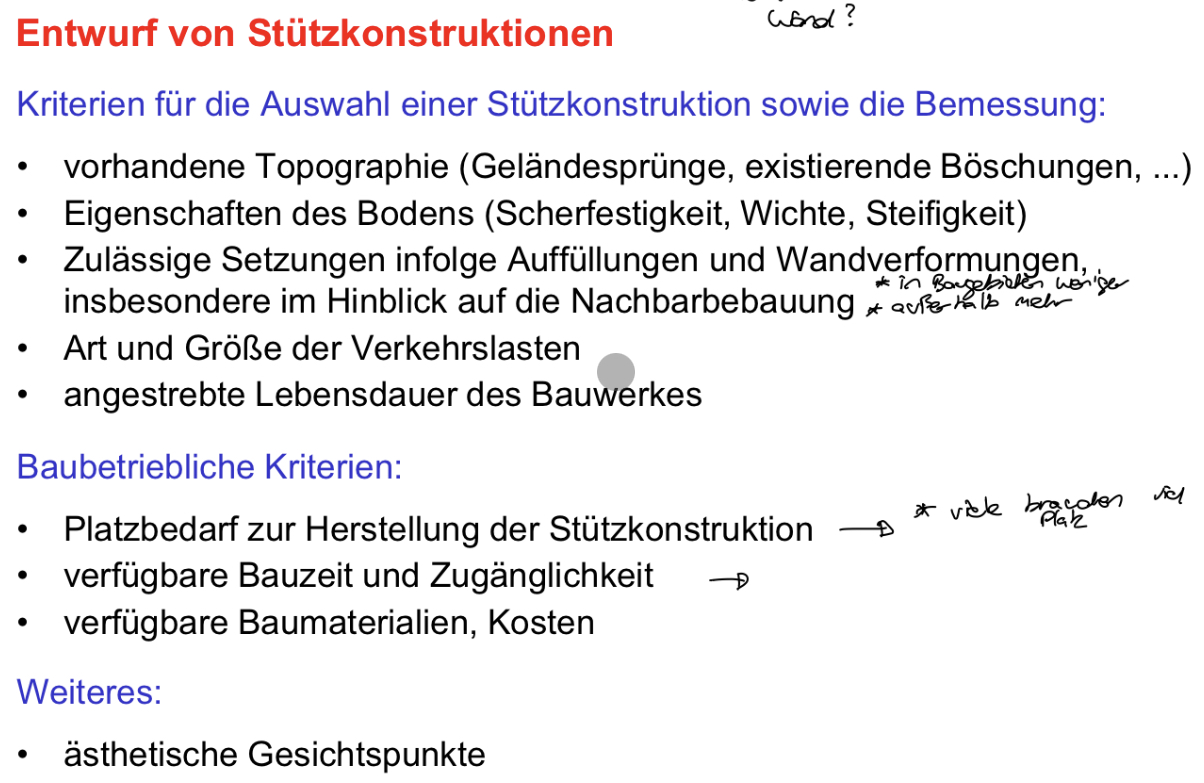 Wand?
Entwurf von Stützkonstruktionen
Kriterien für die Auswahl einer Stützkonstruktion sowie die Bemessung:
• vorhandene Topographie (Geländesprünge, existierende Böschungen, ...)
• Eigenschaften des Bodens (Scherfestigkeit, Wichte, Steifigkeit)
• Zulässige Setzungen infolge Auffüllungen und Wandverformungen,
insbesondere im Hinblick auf die Nachbarbebauung
* in Baugebieten weniger
* außerhalb mehr
• Art und Größe der Verkehrslasten
• angestrebte Lebensdauer des Bauwerkes
Baubetriebliche Kriterien:
• Platzbedarf zur Herstellung der Stützkonstruktion → * viele brauchen viel
Platz
• verfügbare Bauzeit und Zugänglichkeit →
• verfügbare Baumaterialien, Kosten
Weiteres:
• ästhetische Gesichtspunkte